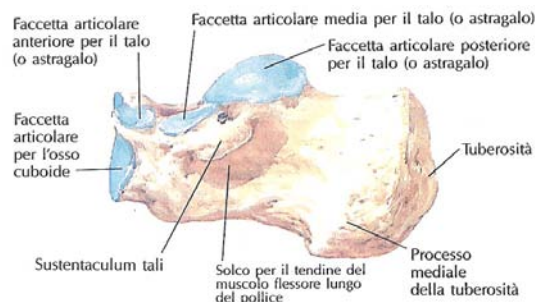 Faccetta articolare
anteriore per il talo
(o astragalo)
Faccetta articolare media per il talo (o astragalo)
Faccetta articolare posteriore
per il talo (o astragalo)
Faccetta
articolare
per l'osso
cuboide
Tuberosità
Sustentaculum tali
Solco per il tendine del
muscolo flessore lungo
del pollice
Processo
mediale
della tuberosità